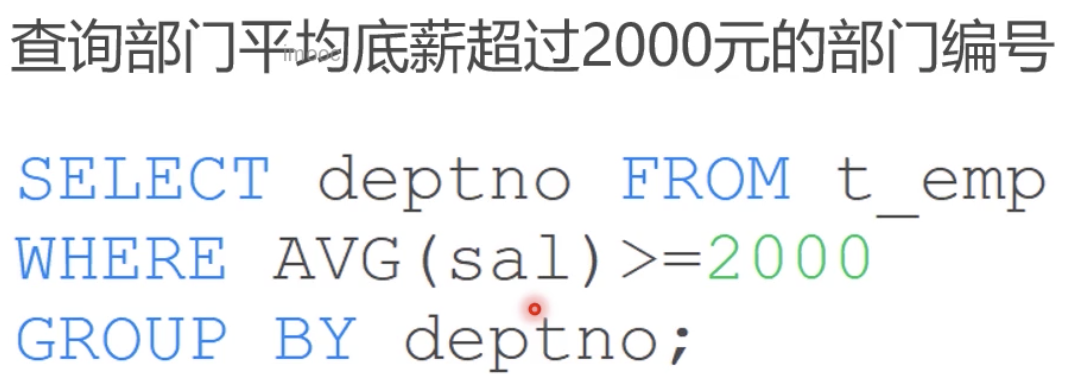 查询部门平均底薪超过2000元的部门编号
imooc
SELECT deptno FROM t_emp
WHERE AVG(sal)>=2000
GROUP BY deptno;